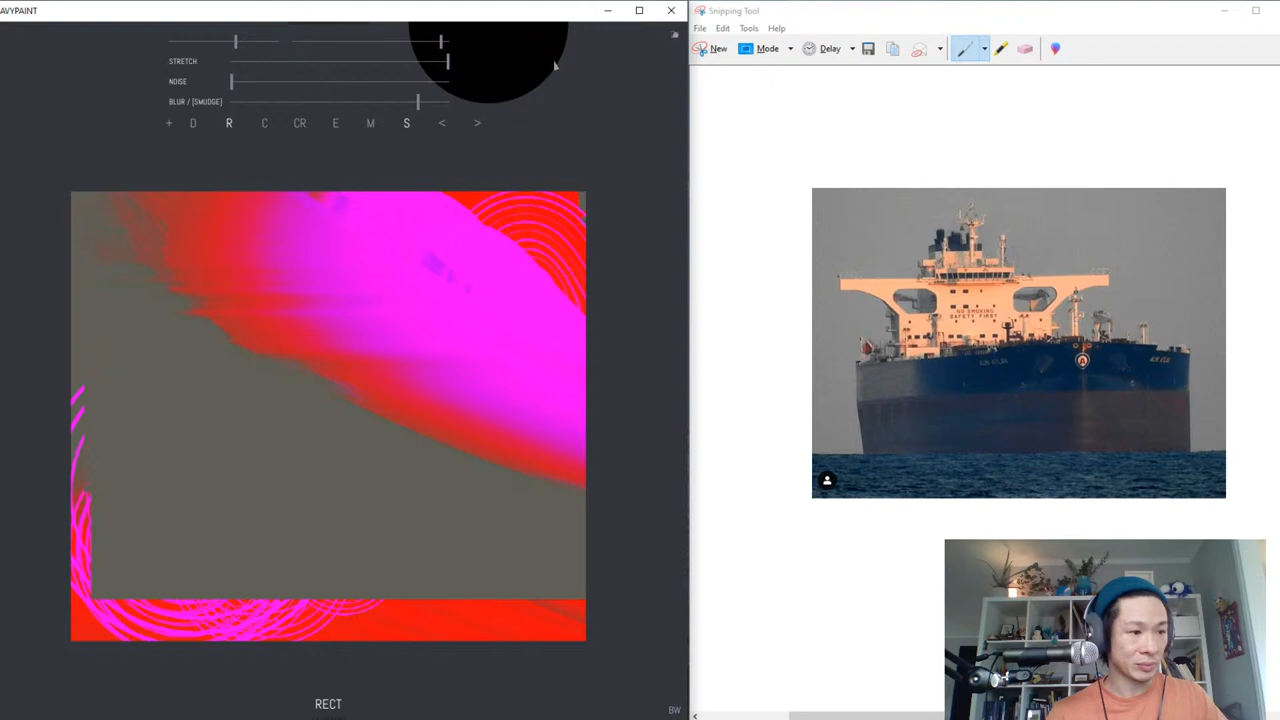 AVYPAINT
STRETCH
NOISE
BLUR / [SMUDGE]
+ D R C CR E M S < >
RECT
BW
Snipping Tool
File Edit Tools Help
New Mode Delay
NO SMOKING
SAFETY FIRST
A